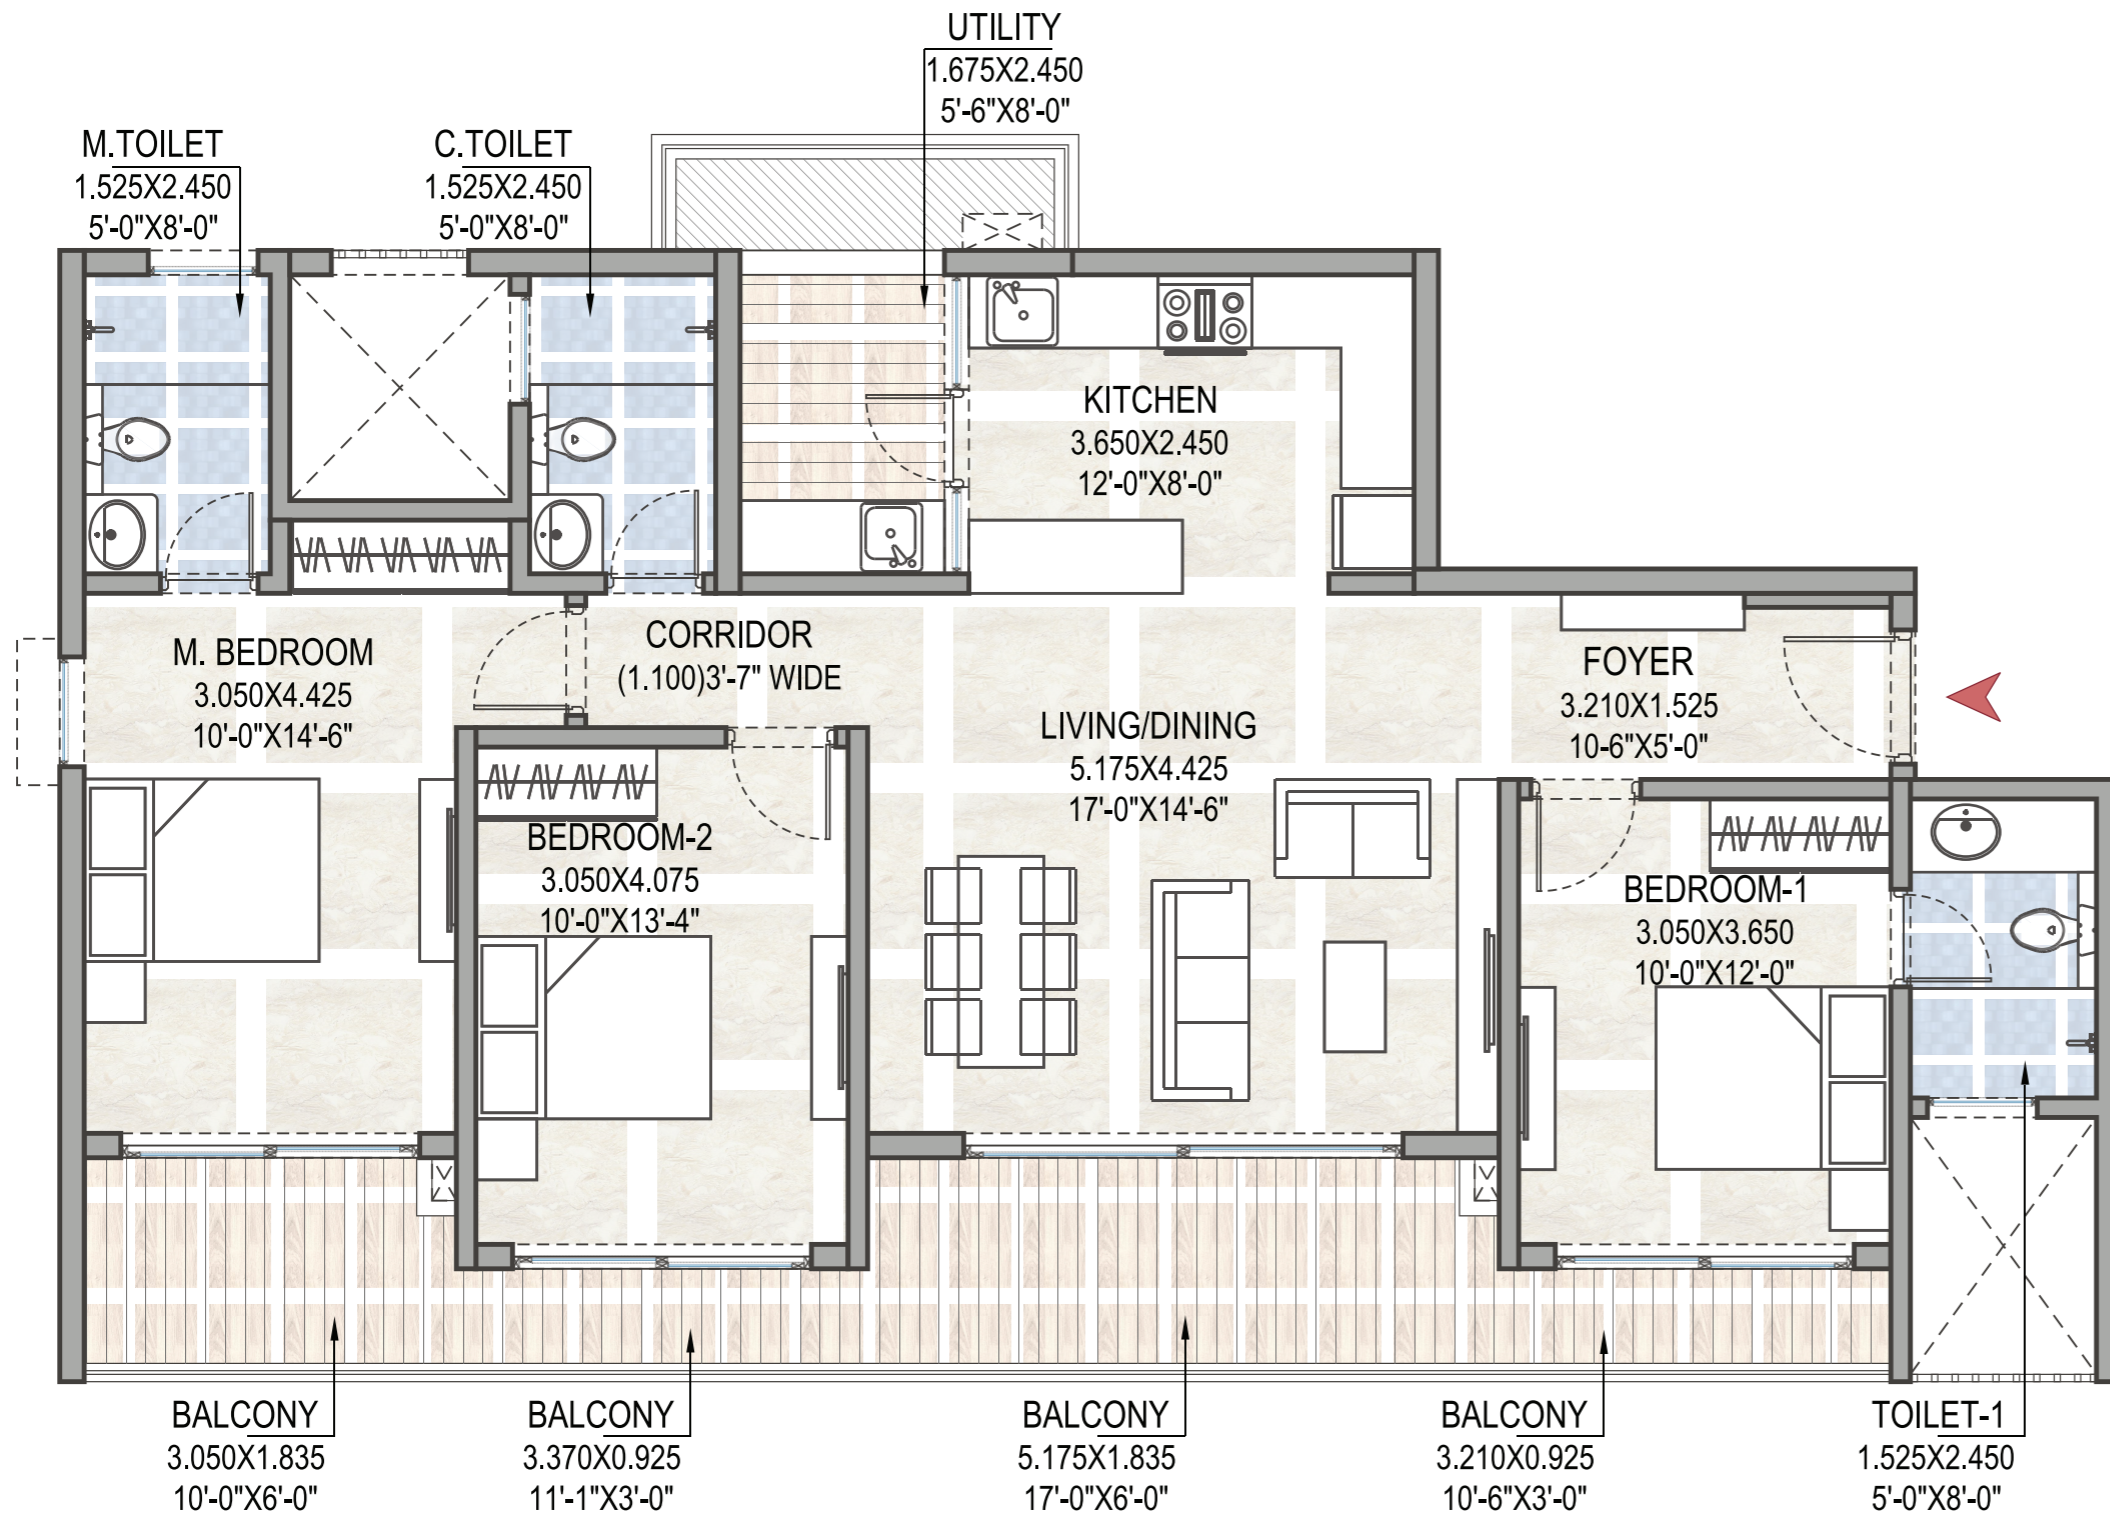 UTILITY
1.675X2.450
5'-6"X8'-0"
M.TOILET
1.525X2.450
5'-0"X8'-0"
C.TOILET
1.525X2.450
5'-0"X8'-0"
KITCHEN
3.650X2.450
12'-0"X8'-0"
M. BEDROOM
3.050X4.425
10'-0"X14'-6"
CORRIDOR
(1.100)3'-7" WIDE
FOYER
3.210X1.525
10-6"X5'-0"
LIVING/DINING
5.175X4.425
17'-0"X14'-6"
BEDROOM-2
3.050X4.075
10'-0"X13'-4"
BEDROOM-1
3.050X3.650
10'-0"X12'-0"
BALCONY
3.050X1.835
10'-0"X6'-0"
BALCONY
3.370X0.925
11'-1"X3'-0"
BALCONY
5.175X1.835
17'-0"X6'-0"
BALCONY
3.210X0.925
10'-6"X3'-0"
TOILET-1
1.525X2.450
5'-0"X8'-0"